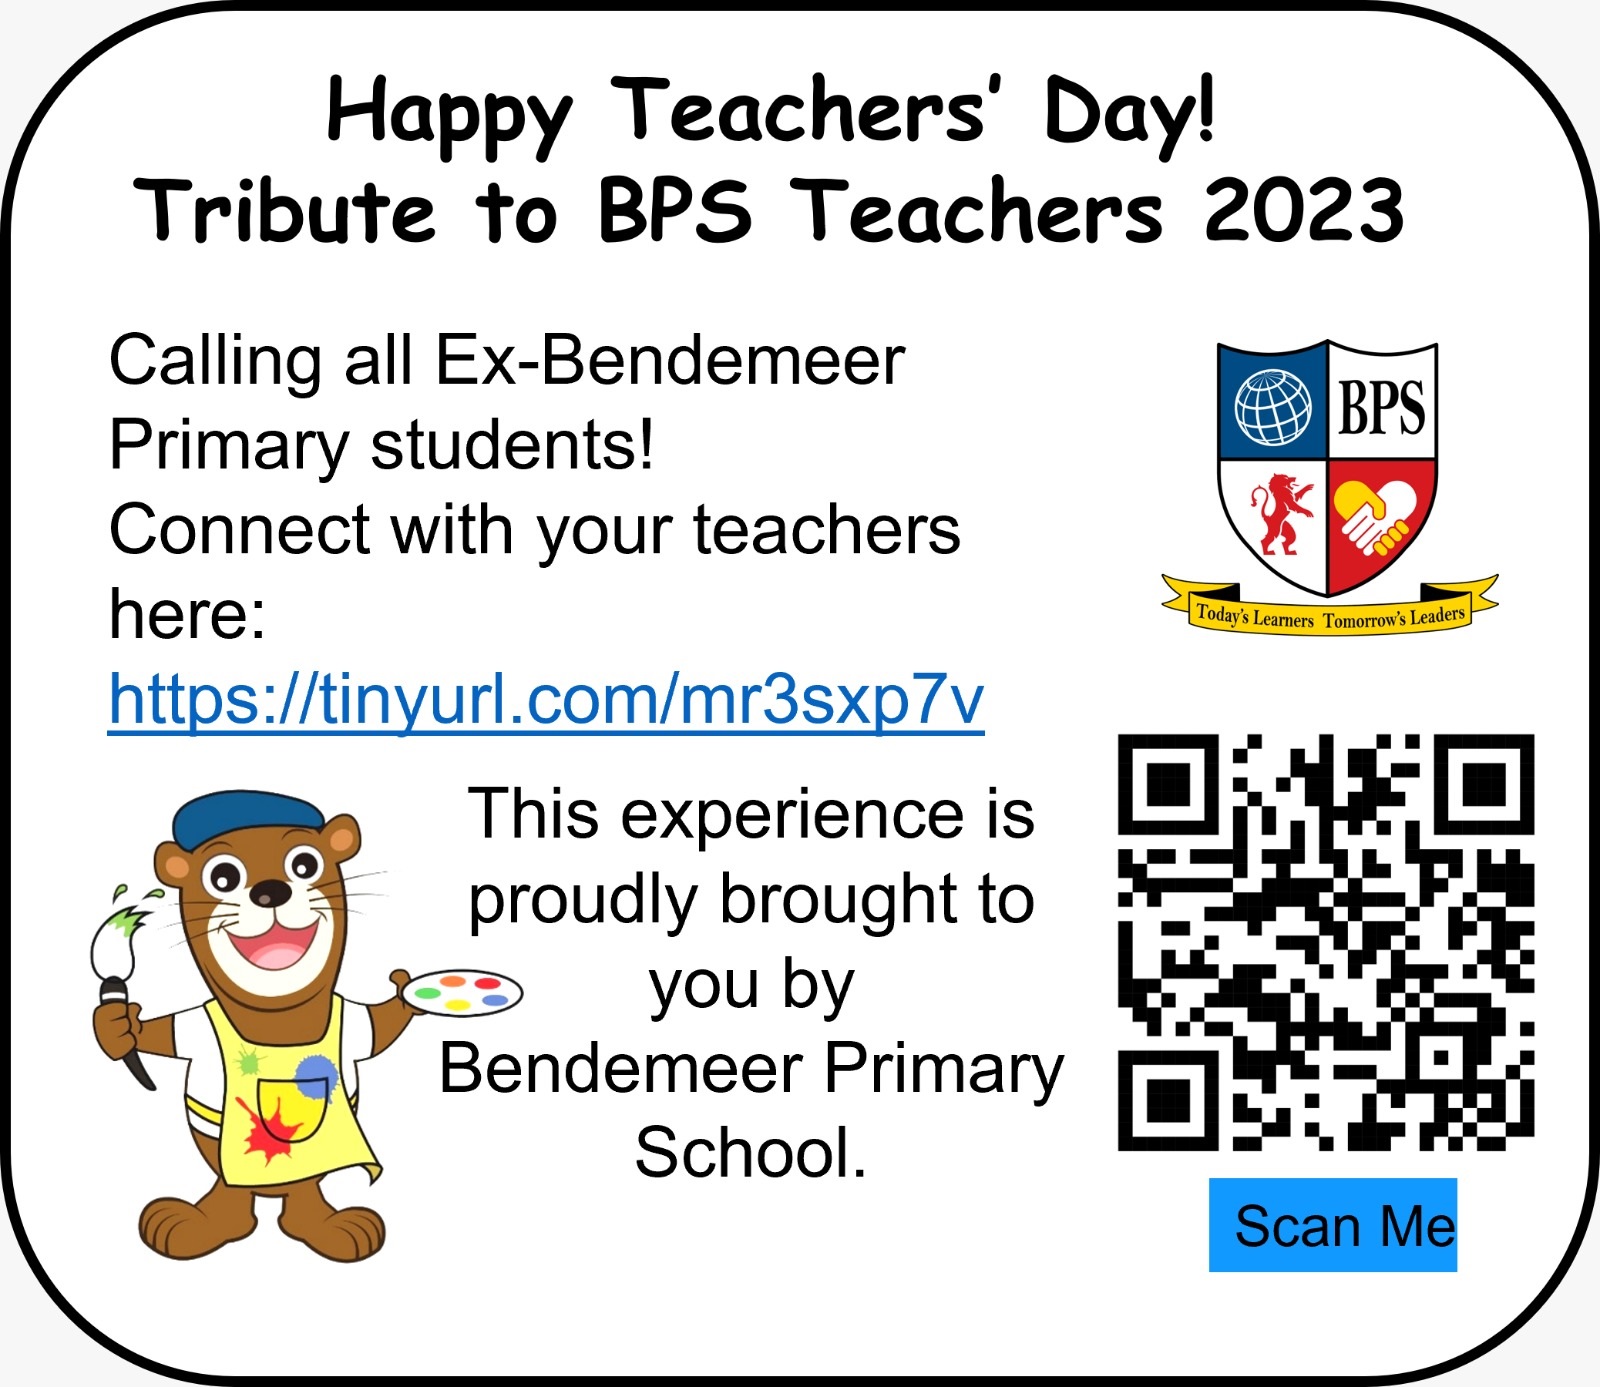 Happy Teachers’ Day!
Tribute to BPS Teachers 2023
Calling all Ex-Bendemeer
Primary students!
Connect with your teachers
here:
https://tinyurl.com/mr3sxp7v
BPS
Today's Learners Tomorrow's Leaders
This experience is
proudly brought to
you by
Bendemeer Primary
School.
Scan Me